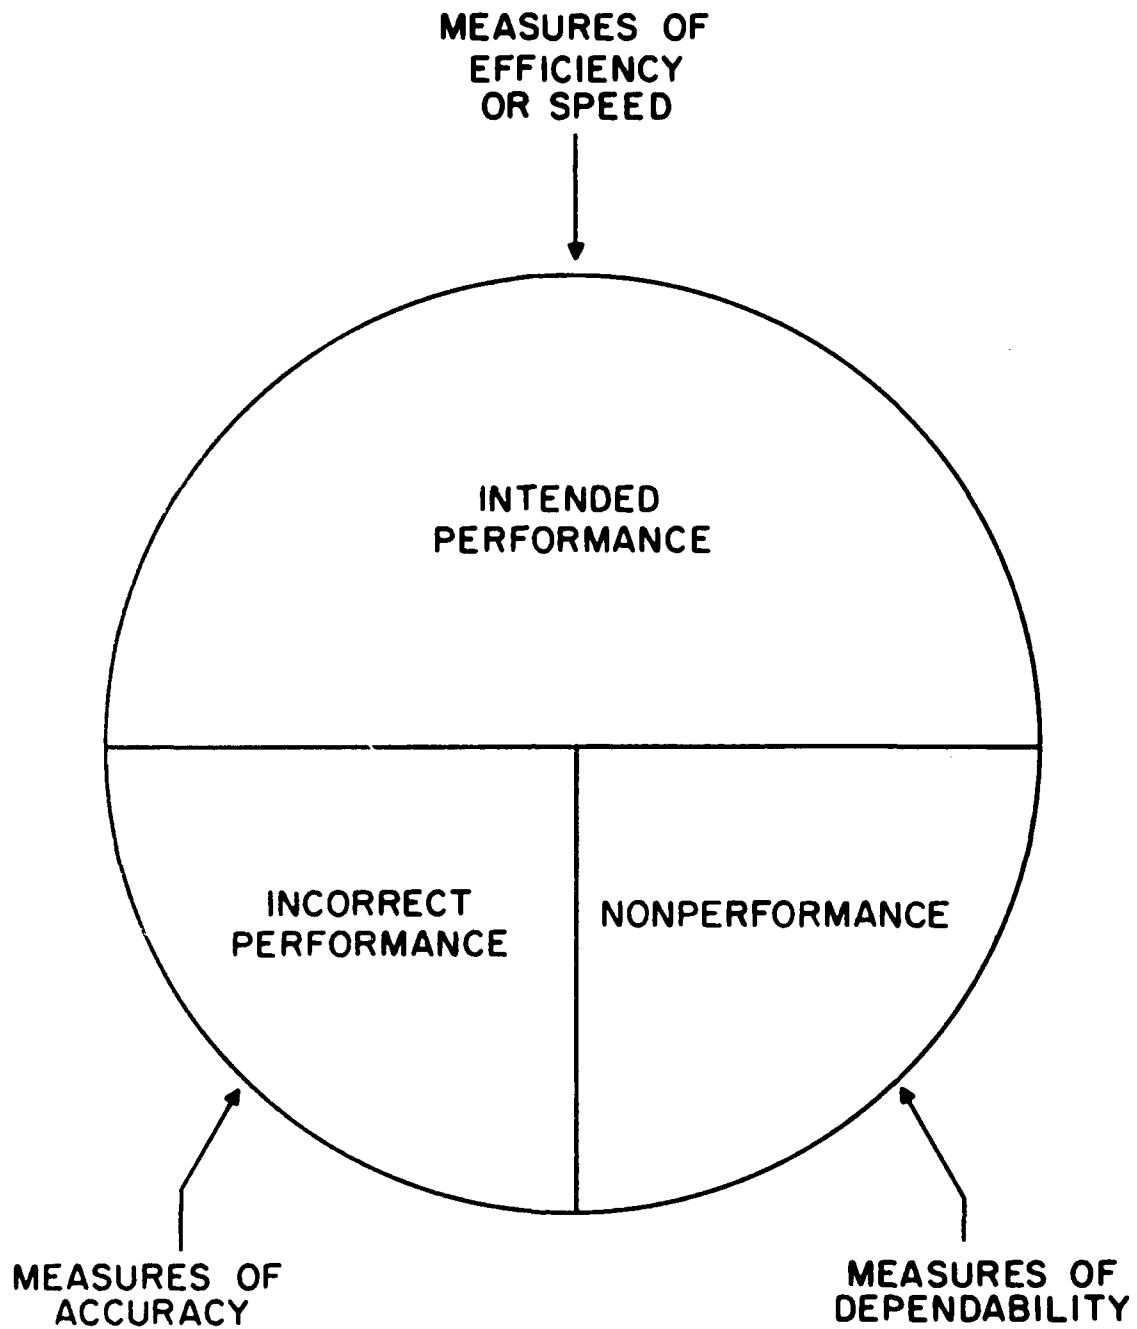 MEASURES OF
EFFICIENCY
OR SPEED
INTENDED
PERFORMANCE
INCORRECT
PERFORMANCE
NONPERFORMANCE
MEASURES OF
ACCURACY
MEASURES OF
DEPENDABILITY